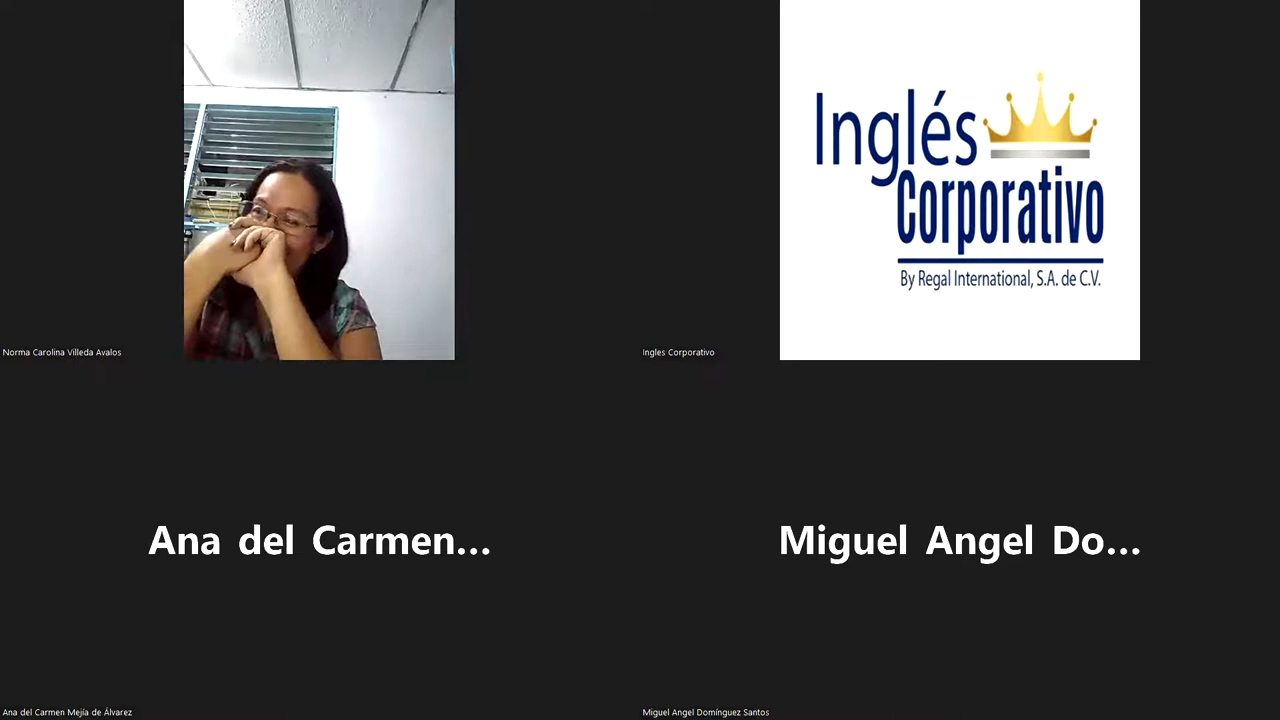 Inglés
Corporativo
By Regal International, S.A. de C.V.
Norma Carolina Villeda Avalos
Ingles Corporativo
Ana del Carmen...
Miguel Angel Do...
Ana del Carmen Mejía de Álvarez
Miguel Angel Domínguez Santos